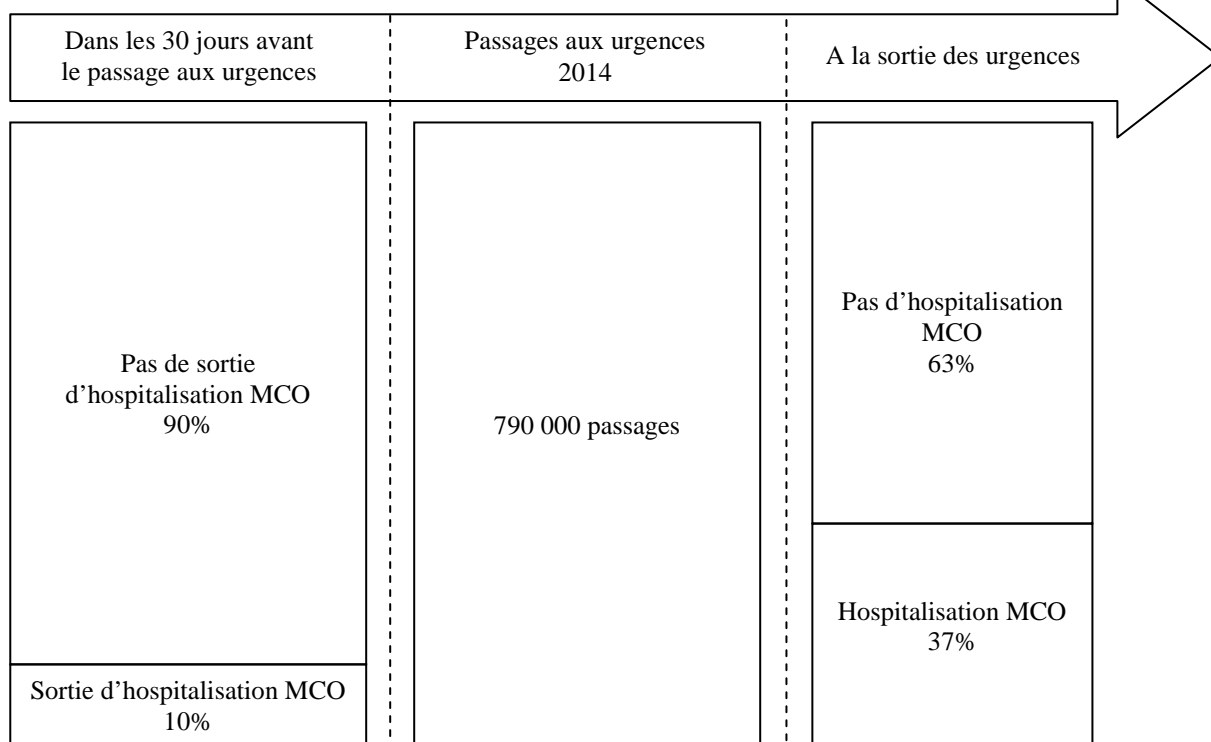 Dans les 30 jours avant
le passage aux urgences
Passages aux urgences
2014
A la sortie des urgences
Pas de sortie
d’hospitalisation MCO
90%
Sortie d’hospitalisation MCO
10%
790 000 passages
Pas d’hospitalisation
MCO
63%
Hospitalisation MCO
37%